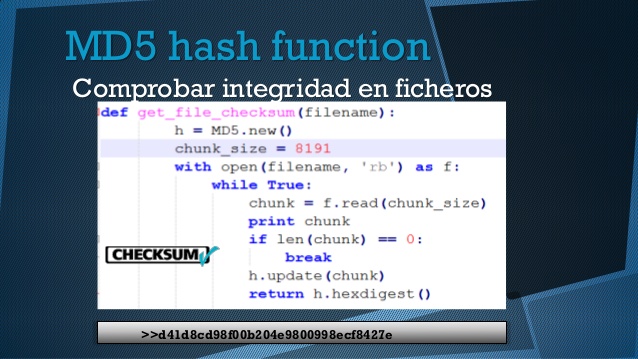 MD5 hash function
Comprobar integridad en ficheros
def get_file_checksum(filename):
h = MD5.new()
chunk_size = 8191
with open(filename, 'rb') as f:
while True:
chunk = f.read(chunk_size)
print chunk
if len(chunk) == 0:
break
h.update(chunk)
return h.hexdigest()
CHECKSUM
>>d41d8cd98f00b204e9800998ecf8427e